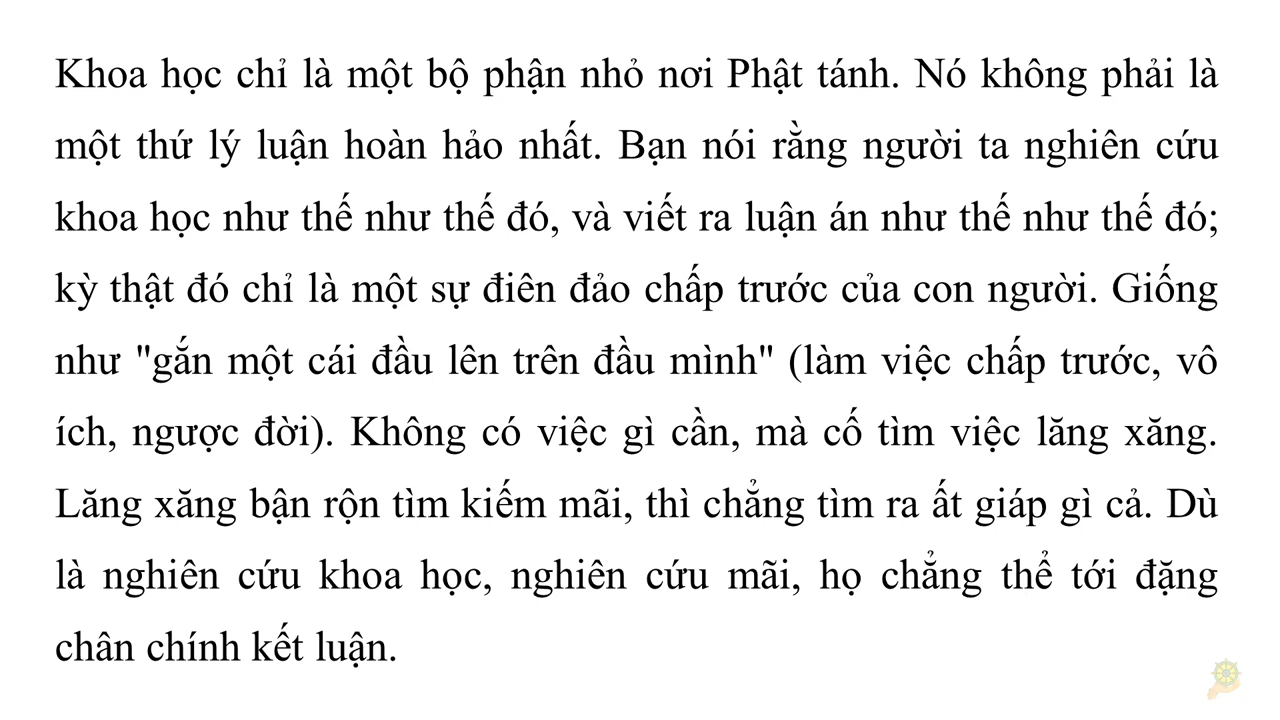 Khoa học chỉ là một bộ phận nhỏ nơi Phật tánh. Nó không phải là
một thứ lý luận hoàn hảo nhất. Bạn nói rằng người ta nghiên cứu
khoa học như thế như thế đó, và viết ra luận án như thế như thế đó;
kỳ thật đó chỉ là một sự điên đảo chấp trước của con người. Giống
như "gắn một cái đầu lên trên đầu mình" (làm việc chấp trước, vô
ích, ngược đời). Không có việc gì cần, mà cố tìm việc lăng xăng.
Lăng xăng bận rộn tìm kiếm mãi, thì chẳng tìm ra ất giáp gì cả. Dù
là nghiên cứu khoa học, nghiên cứu mãi, họ chẳng thể tới đặng
chân chính kết luận.